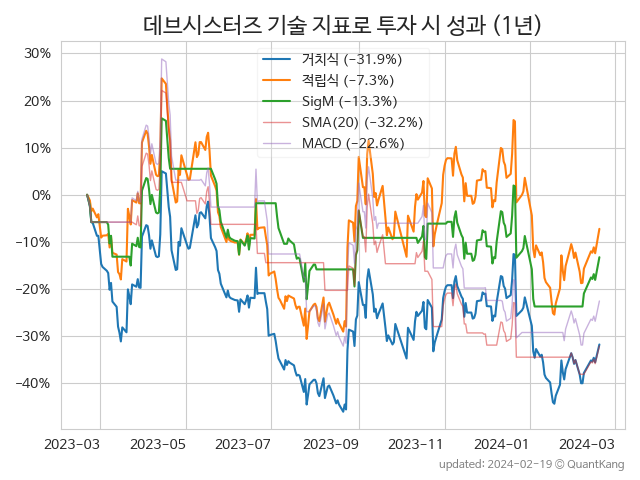 데브시스터즈 기술 지표로 투자 시 성과 (1년)
30%
20%
10%
0%
−10%
−20%
−30%
−40%
거치식 (−31.9%)
적립식 (−7.3%)
SigM (−13.3%)
SMA(20) (−32.2%)
MACD (−22.6%)
2023-03 2023-05 2023-07 2023-09 2023-11 2024-01 2024-03
updated: 2024-02-19 © QuantKang